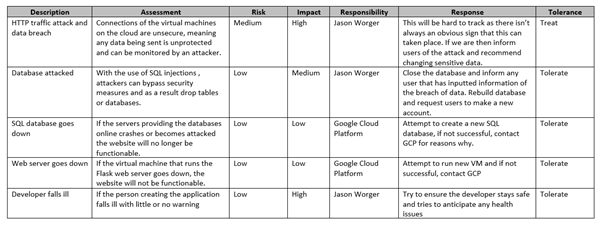 Description Assessment Risk Impact Responsibility Response Tolerance
HTTP traffic attack and
data breach
Connections of the virtual machines
on the cloud are unsecure, meaning
any data being sent is unprotected
and can be monitored by an attacker.
Medium
High
Jason Worger
This will be hard to track as there isn't
always an obvious sign that this can
taken place. If we are then inform
users of the attack and recommend
changing sensitive data.
Treat
Database attacked
With the use of SQL injections ,
attackers can bypass security
measures and as a result drop tables
or databases.
Low
Medium
Jason Worger
Close the database and inform any
user that has inputted information of
the breach of data. Rebuild database
and request users to make a new
account.
Tolerate
SQL database goes
down
If the servers providing the databases
online crashes or becomes attacked
the website will no longer be
functionable.
Low
Low
Google Cloud
Platform
Attempt to create a new SQL
database, if not successful, contact
GCP for reasons why.
Tolerate
Web server goes down
If the virtual machine that runs the
Flask web server goes down, the
website will not be functionable.
Low
Low
Google Cloud
Platform
Attempt to run new VM and if not
successful, contact GCP
Tolerate
Developer falls ill
If the person creating the application
falls ill with little or no warning
Low
High
Jason Worger
Try to ensure the developer stays safe
and tries to anticipate any health
issues
Tolerate